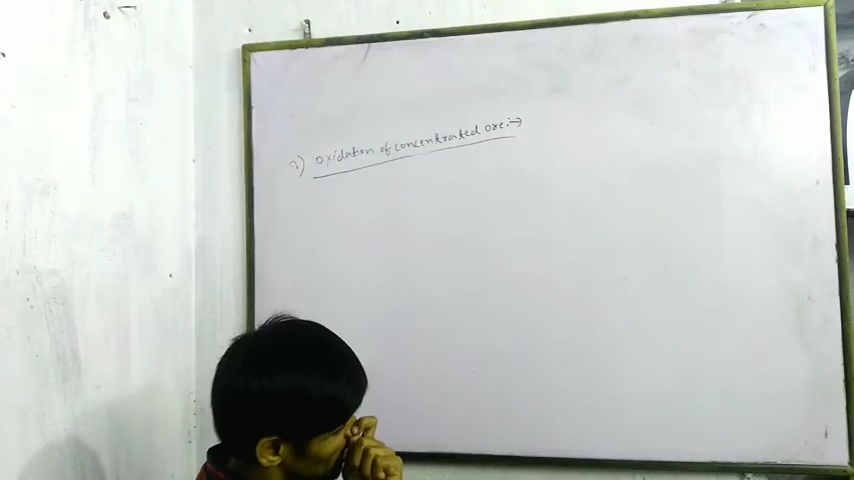 2) Oxidation of concentrated ore:→